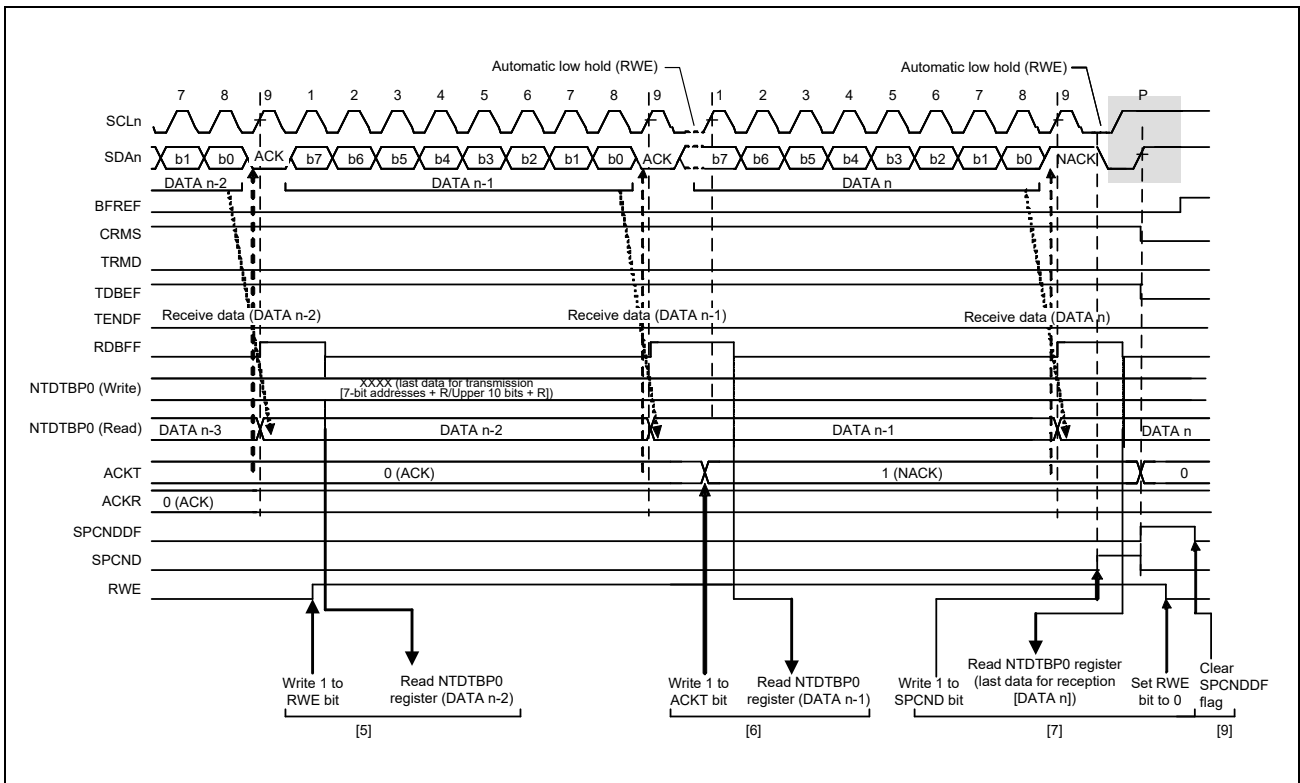 Automatic low hold (RWE)
Automatic low hold (RWE)
7 8 9 1 2 3 4 5 6 7 8 9 1 2 3 4 5 6 7 8 9 P
SCLn
SDAn b1 b0 ACK b7 b6 b5 b4 b3 b2 b1 b0 ACK b7 b6 b5 b4 b3 b2 b1 b0 NACK
DATA n-2 DATA n-1 DATA n
BFREF
CRMS
TRMD
TDBEF
TENDF Receive data (DATA n-2) Receive data (DATA n-1) Receive data (DATA n)
RDBFF
NTDTBP0 (Write) XXXX (last data for transmission
[7-bit addresses + R/Upper 10 bits + R])
NTDTBP0 (Read) DATA n-3 DATA n-2 DATA n-1 DATA n
ACKT 0 (ACK) 1 (NACK) 0
ACKR 0 (ACK)
SPCNDDF
SPCND
RWE
Write 1 to
RWE bit
Read NTDTBP0
register (DATA n-2)
Write 1 to
ACKT bit
Read NTDTBP0
register (DATA n-1)
Write 1 to
SPCND bit
Read NTDTBP0 register
(last data for reception
[DATA n])
Set RWE
bit to 0
Clear
SPCNDDF
flag
[5] [6] [7] [9]